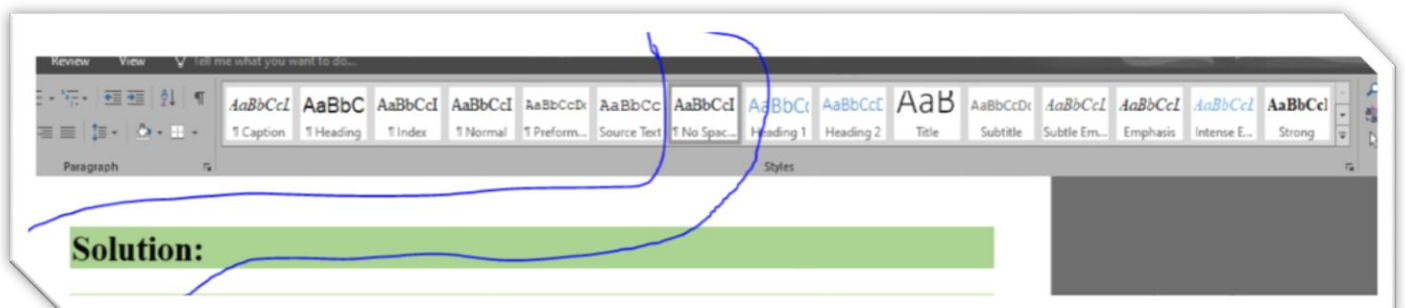 Review View Tell me what you want to do...
AaBbCcL AaBbC AaBbCcI AaBbCcI AaBbCcDc AaBbCc AaBbCcI AaBbCc AaBbCcC AaB AaBbCcDc AaBbCcL AaBbCcL AaBbCcL AaBbCcl
¶ Caption ¶ Heading ¶ Index ¶ Normal ¶ Preform... Source Text ¶ No Spac... Heading 1 Heading 2 Title Subtitle Subtle Em... Emphasis Intense E... Strong
Paragraph Styles
Solution: